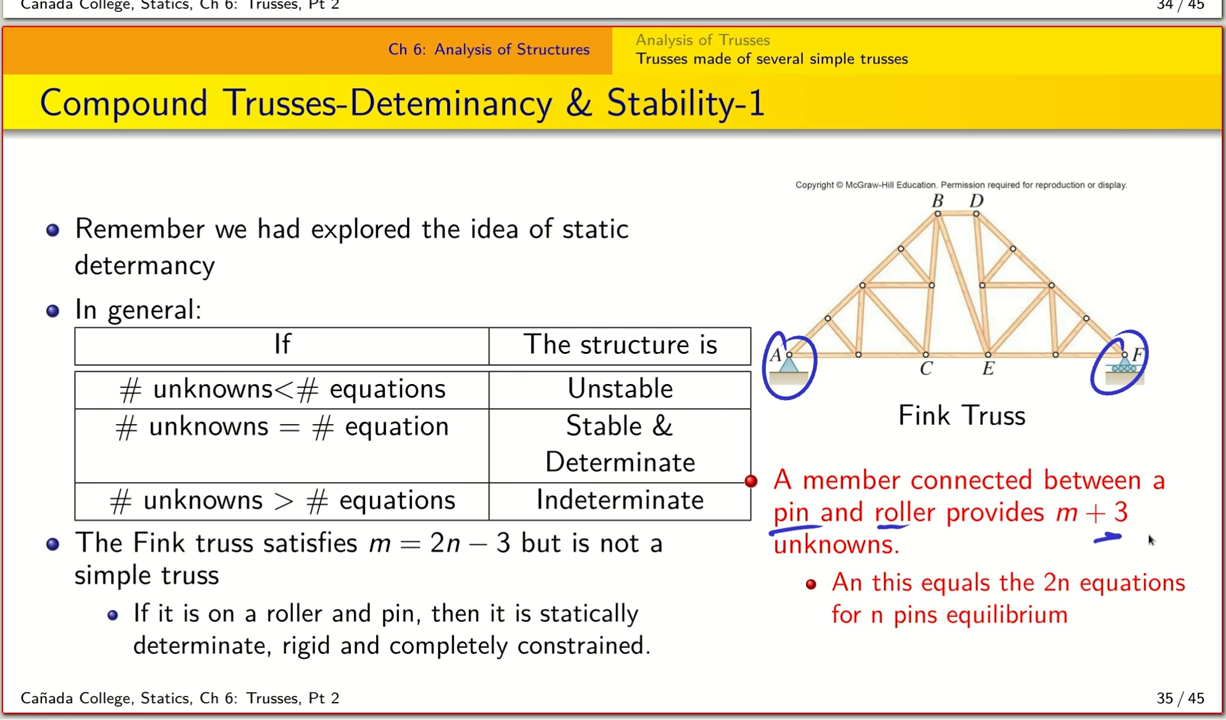 Cañada College, Statics, Ch 6: Trusses, Pt 2
34 / 45
Ch 6: Analysis of Structures
Analysis of Trusses
Trusses made of several simple trusses
Compound Trusses-Deteminancy & Stability-1
Remember we had explored the idea of static
determancy
In general:
If The structure is
# unknowns<# equations Unstable
# unknowns = # equation Stable &
Determinate
# unknowns > # equations Indeterminate
The Fink truss satisfies m = 2n − 3 but is not a
simple truss
If it is on a roller and pin, then it is statically
determinate, rigid and completely constrained.
Copyright © McGraw-Hill Education. Permission required for reproduction or display.
B D
A C E F
Fink Truss
A member connected between a
pin and roller provides m + 3
unknowns.
An this equals the 2n equations
for n pins equilibrium
Cañada College, Statics, Ch 6: Trusses, Pt 2
35 / 45